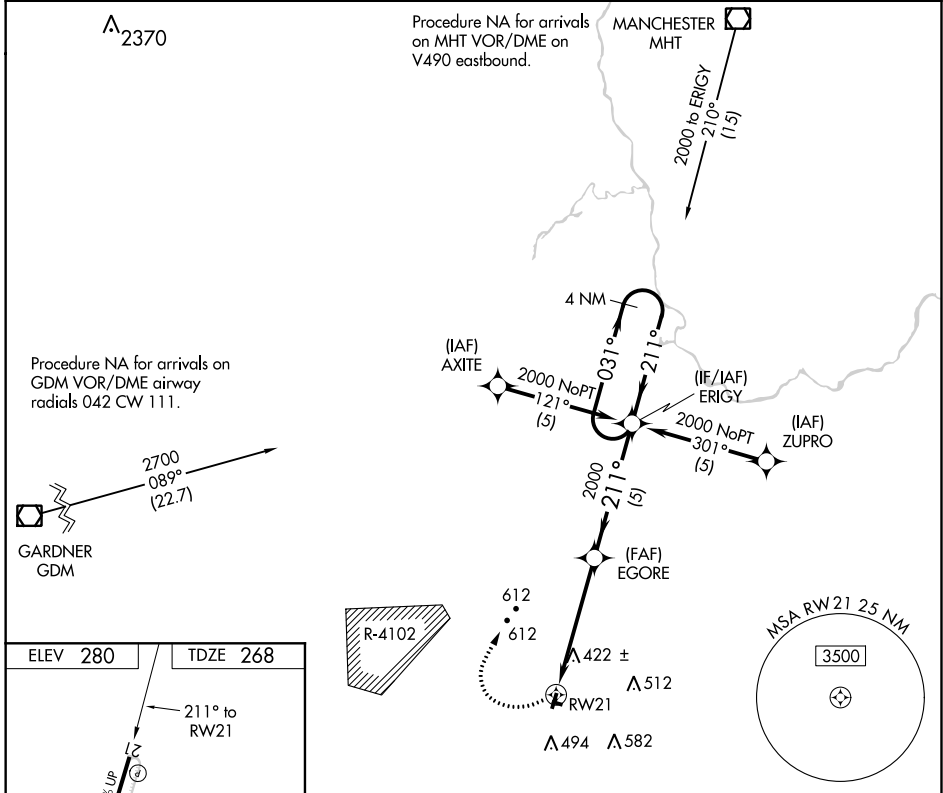 2370
Procedure NA for arrivals
on MHT VOR/DME on
V490 eastbound.
MANCHESTER
MHT
2000 to ERIGY
210°
(15)
4 NM
031°
211°
(IAF)
AXITE
2000 NoPT
121°
(5)
(IF/IAF)
ERIGY
2000 NoPT
301°
(5)
(IAF)
ZUPRO
Procedure NA for arrivals on
GDM VOR/DME airway
radials 042 CW 111.
2700
089°
(22.7)
GARDNER
GDM
2000
211°
(5)
(FAF)
EGORE
R-4102
612
612
422 ±
512
RW21
494
582
MSA RW21 25 NM
3500
ELEV 280
TDZE 268
211° to
RW21
21
P
UP